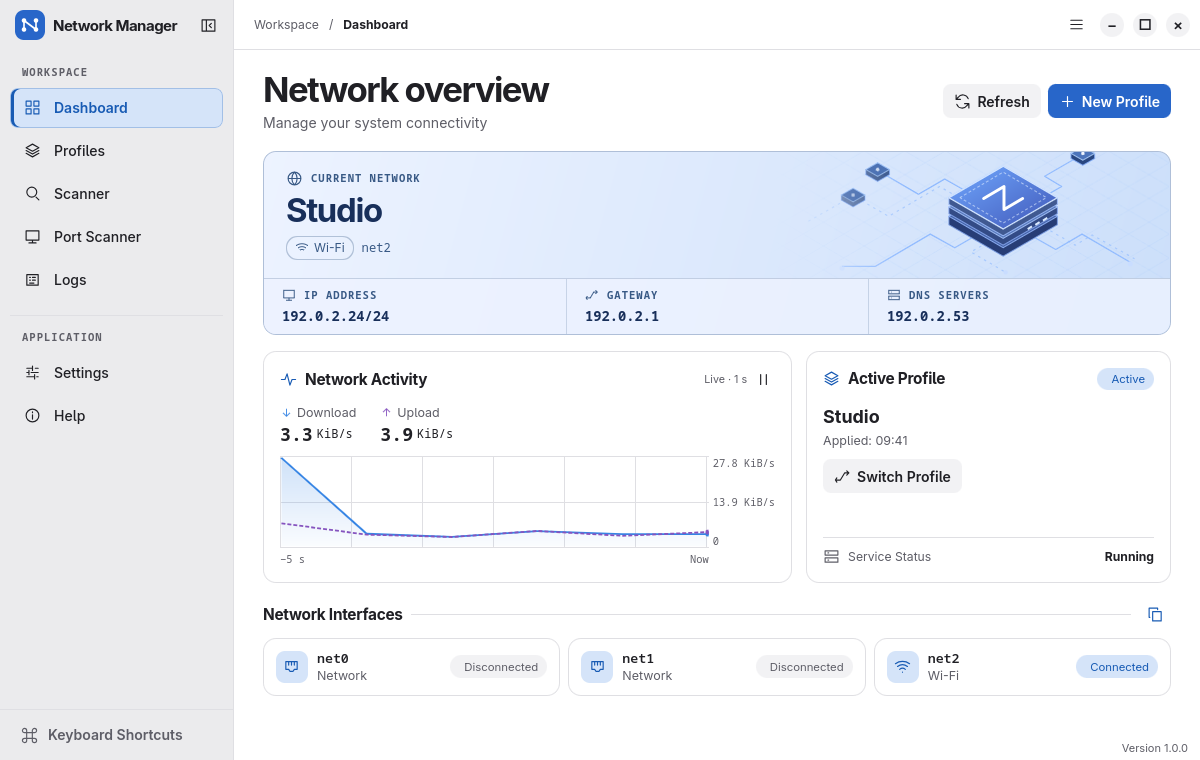 Network Manager
WORKSPACE
Dashboard
Profiles
Scanner
Port Scanner
Logs
APPLICATION
Settings
Help
Keyboard Shortcuts
Workspace / Dashboard
Network overview
Manage your system connectivity
Refresh
New Profile
CURRENT NETWORK
Studio
Wi-Fi net2
IP ADDRESS
192.0.2.24/24
GATEWAY
192.0.2.1
DNS SERVERS
192.0.2.53
Network Activity
Live · 1 s
Download
3.3 KiB/s
Upload
3.9 KiB/s
27.8 KiB/s
13.9 KiB/s
0
−5 s
Now
Active Profile
Active
Studio
Applied: 09:41
Switch Profile
Service Status
Running
Network Interfaces
net0
Network
Disconnected
net1
Network
Disconnected
net2
Wi-Fi
Connected
Version 1.0.0